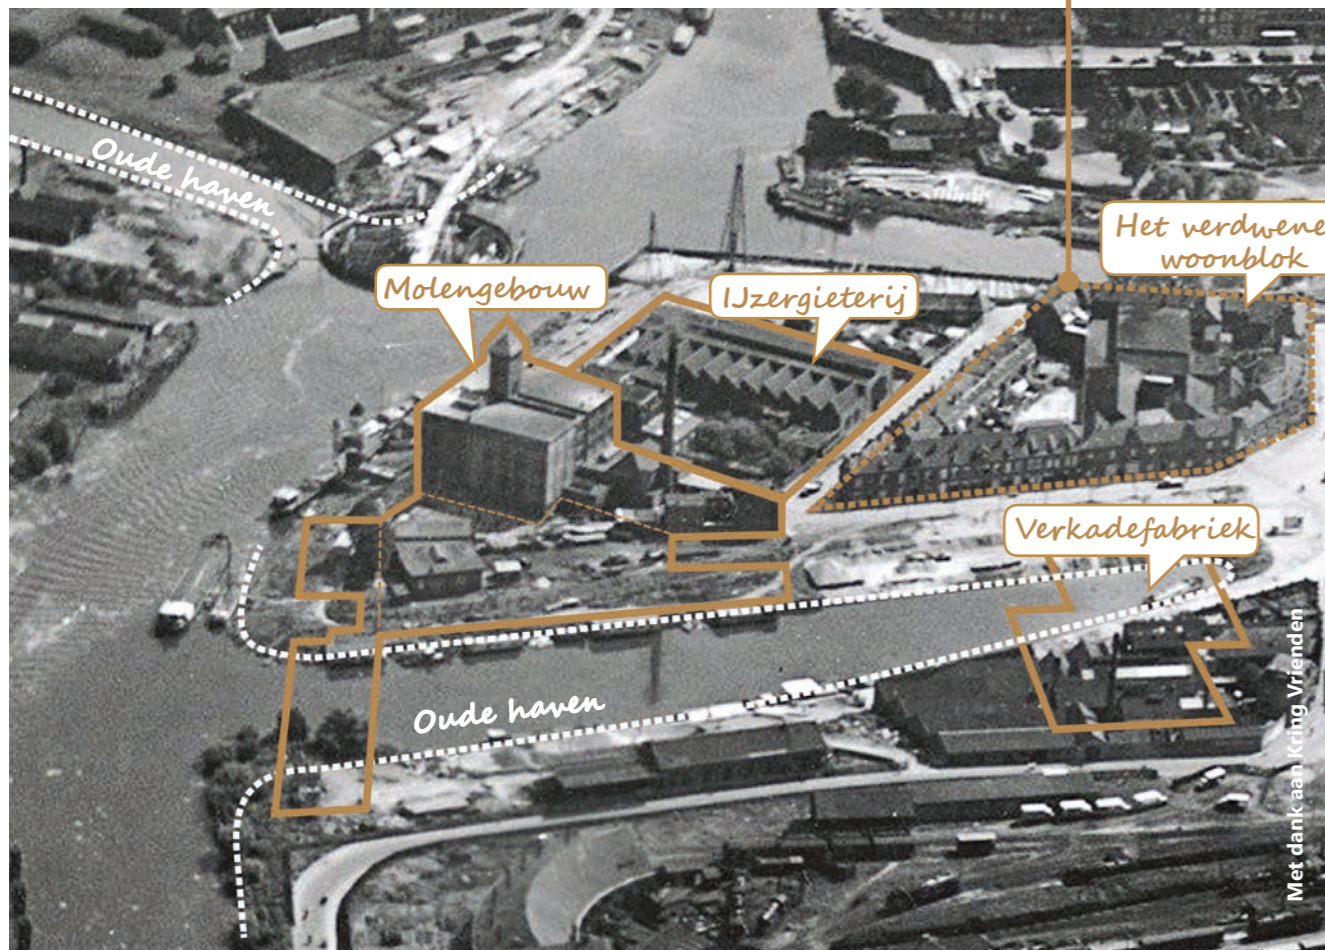 Oude haven
Molengebouw
IJzergieterij
Het verdwene
woonblok
Verkadefabriek
Oude haven
Met dank aan Kring Vrienden